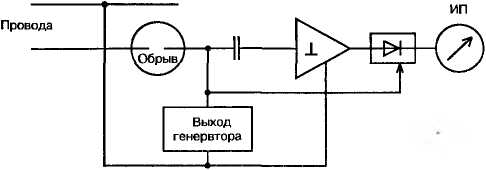 Провода
ИП
Обрыв
⊥
Выход
генервтора